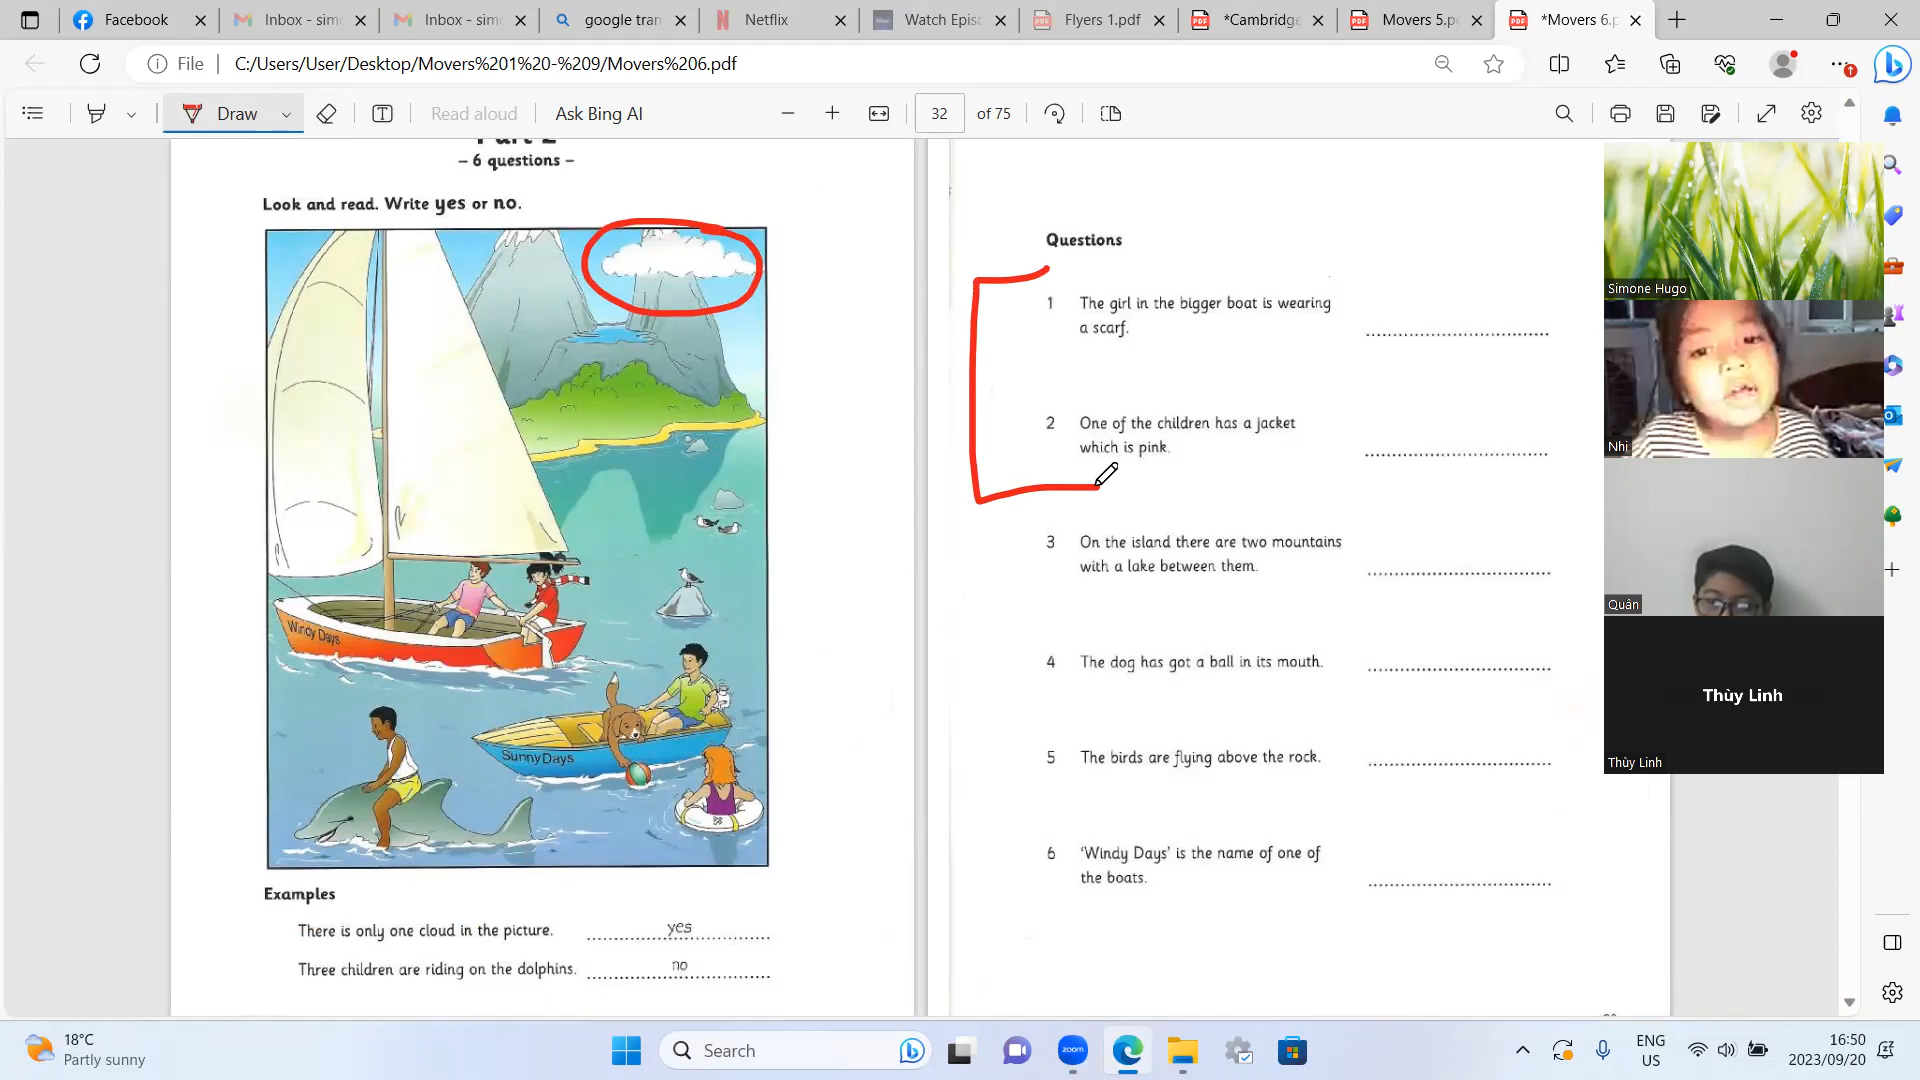 Facebook
Inbox - sim
Inbox - sim
google tran
Netflix
Watch Epis
Flyers 1.pdf
*Cambridge
Movers 5.p
*Movers 6.p
File
C:/Users/User/Desktop/Movers%201%20-%209/Movers%206.pdf
Draw
Read aloud
Ask Bing AI
32
of 75
– 6 questions –
Look and read. Write yes or no.
Windy Days
Sunny Days
Examples
There is only one cloud in the picture. yes
Three children are riding on the dolphins. no
Questions
1 The girl in the bigger boat is wearing
a scarf.
2 One of the children has a jacket
which is pink.
3 On the island there are two mountains
with a lake between them.
4 The dog has got a ball in its mouth.
5 The birds are flying above the rock.
6 ‘Windy Days’ is the name of one of
the boats.
Simone Hugo
Nhi
Quân
Thùy Linh
Thùy Linh
18°C
Partly sunny
Search
zoom
ENG
US
16:50
2023/09/20